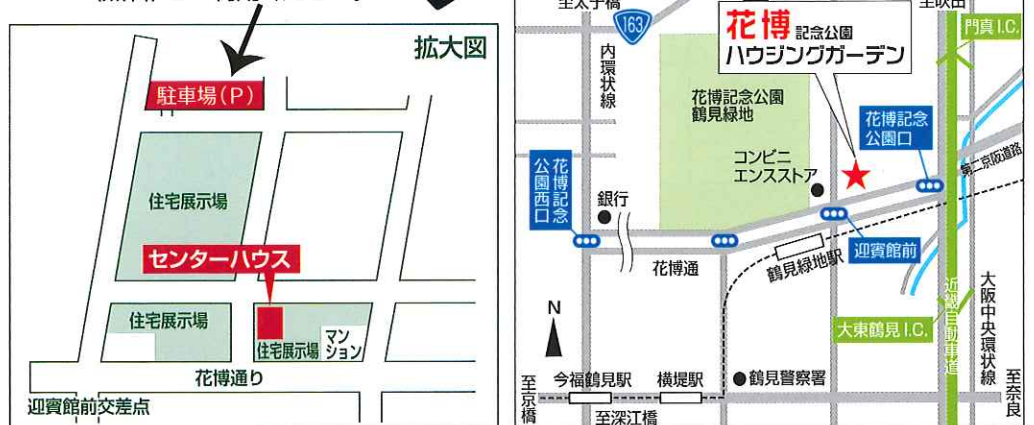 拡大図
駐車場(P)
住宅展示場
センターハウス
住宅展示場
住宅展示場
マン
ション
花博通り
迎賓館前交差点
至太子橋
163
至吹田
花博 記念公園
ハウジングガーデン
門真I.C.
内環状線
花博記念公園
鶴見緑地
花博記念
公園口
コンビニ
エンスストア
第二京阪道路
花博記念
公園西口
銀行
迎賓館前
花博通
鶴見緑地駅
近畿自動車道
大阪中央環状線
大東鶴見I.C.
N
至京橋
今福鶴見駅
横堤駅
鶴見警察署
至深江橋
至奈良